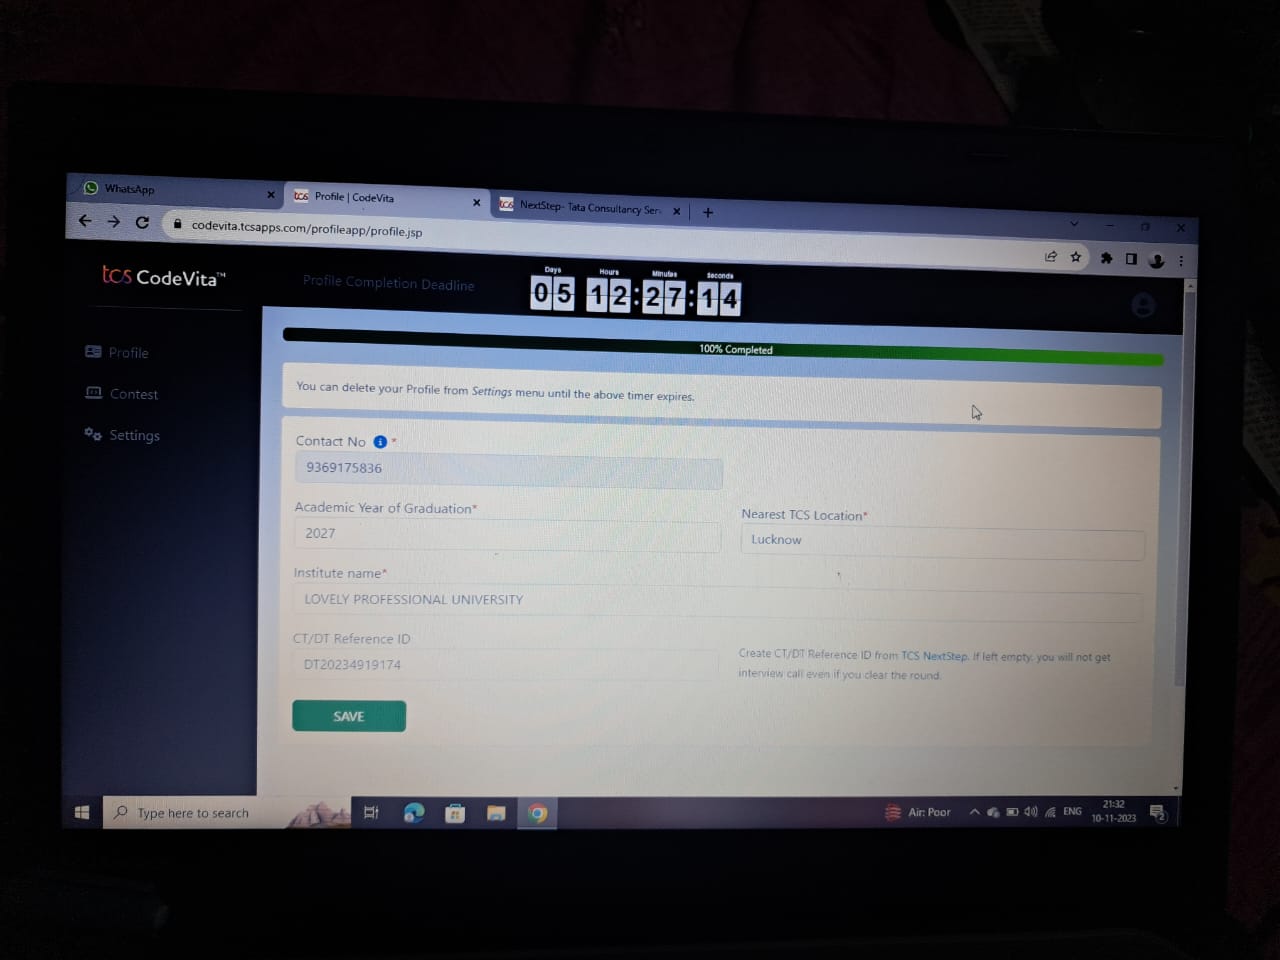 WhatsApp
tcs Profile | CodeVita
tcs NextStep- Tata Consultancy Ser
codevita.tcsapps.com/profileapp/profile.jsp
tcs CodeVita™
Profile Completion Deadline
Days Hours Minutes Seconds
05 12:27:14
Profile
Contest
Settings
100% Completed
You can delete your Profile from Settings menu until the above timer expires.
Contact No i *
9369175836
Academic Year of Graduation*
2027
Nearest TCS Location*
Lucknow
Institute name*
LOVELY PROFESSIONAL UNIVERSITY
CT/DT Reference ID
DT20234919174
Create CT/DT Reference ID from TCS NextStep. If left empty, you will not get
interview call even if you clear the round.
SAVE
Type here to search
Air: Poor
ENG
21:32
10-11-2023
2